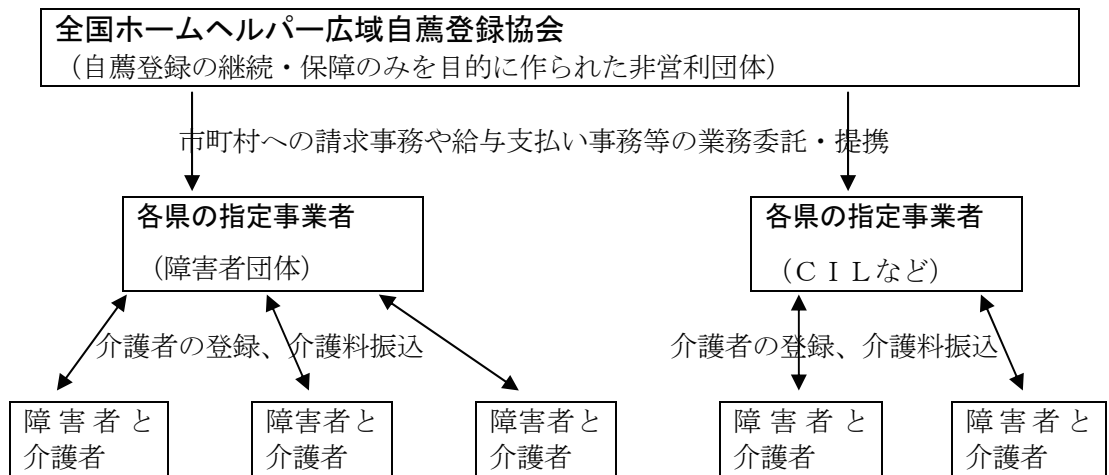 全国ホームヘルパー広域自薦登録協会
（自薦登録の継続・保障のみを目的に作られた非営利団体）
市町村への請求事務や給与支払い事務等の業務委託・提携
各県の指定事業者
（障害者団体）
各県の指定事業者
（ＣＩＬなど）
介護者の登録、介護料振込
介護者の登録、介護料振込
障害者と
介護者
障害者と
介護者
障害者と
介護者
障害者と
介護者
障害者と
介護者